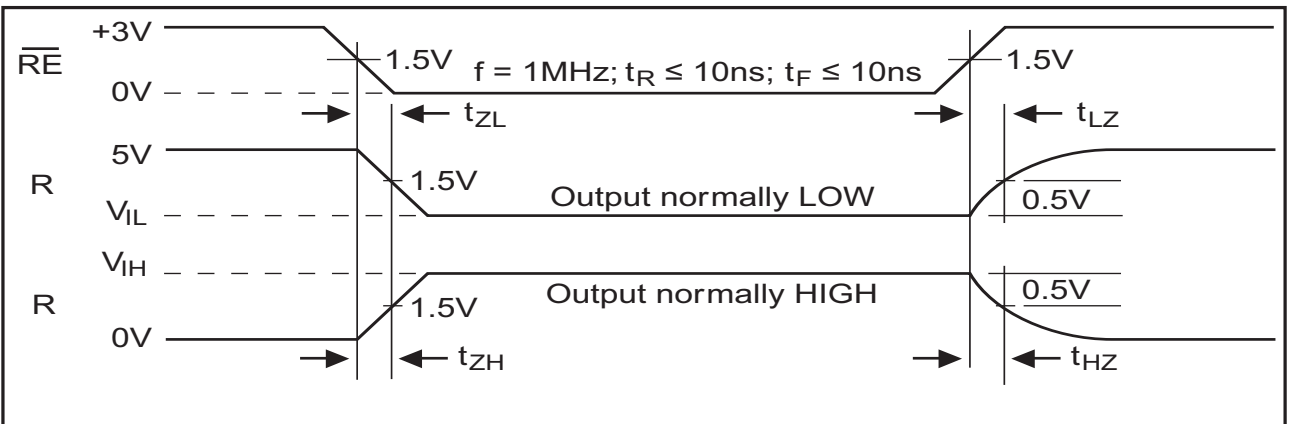 +3V
RE
1.5V
f = 1MHz; tR ≤ 10ns; tF ≤ 10ns
1.5V
0V
tZL
tLZ
5V
R
1.5V
Output normally LOW
0.5V
VIL
VIH
R
1.5V
Output normally HIGH
0.5V
0V
tZH
tHZ